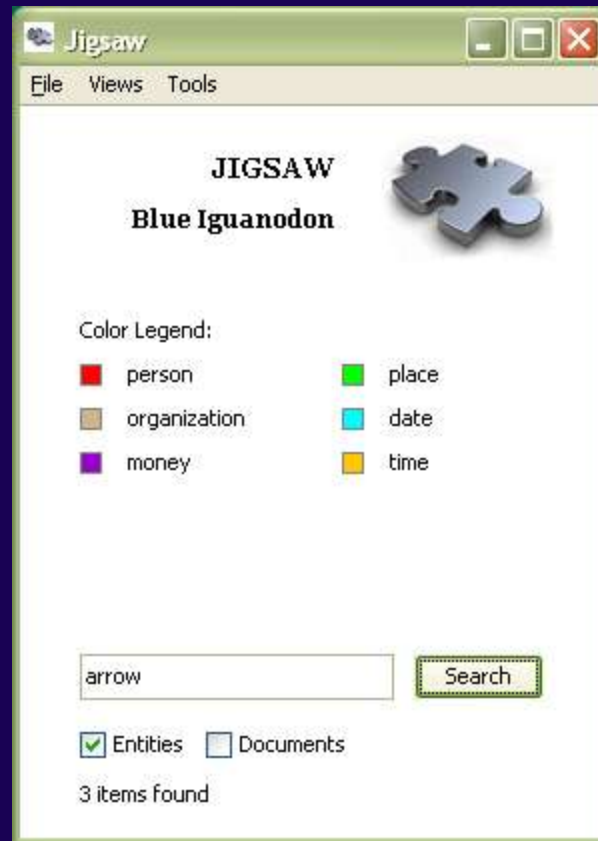 Jigsaw
File Views Tools
JIGSAW
Blue Iguanodon
Color Legend:
person place
organization date
money time
arrow Search
Entities Documents
3 items found